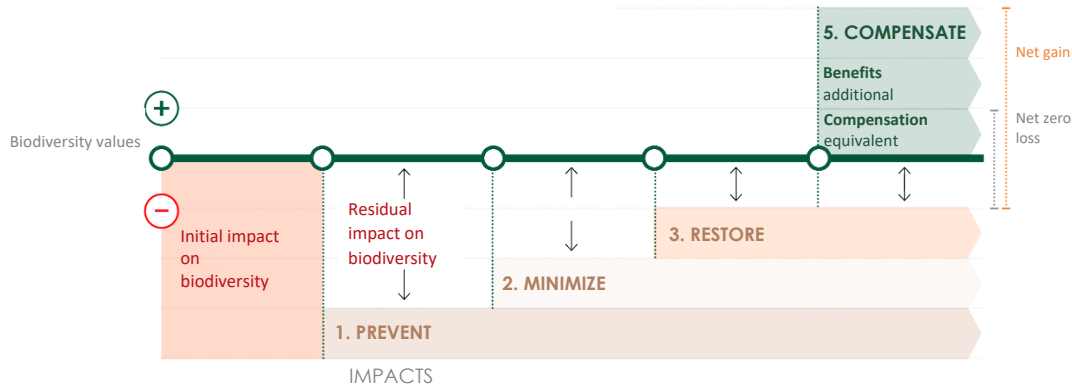 5. COMPENSATE
Net gain
Benefits
additional
+
Compensation
equivalent
Net zero
loss
Biodiversity values
−
Initial impact
on
biodiversity
Residual
impact on
biodiversity
3. RESTORE
2. MINIMIZE
1. PREVENT
IMPACTS